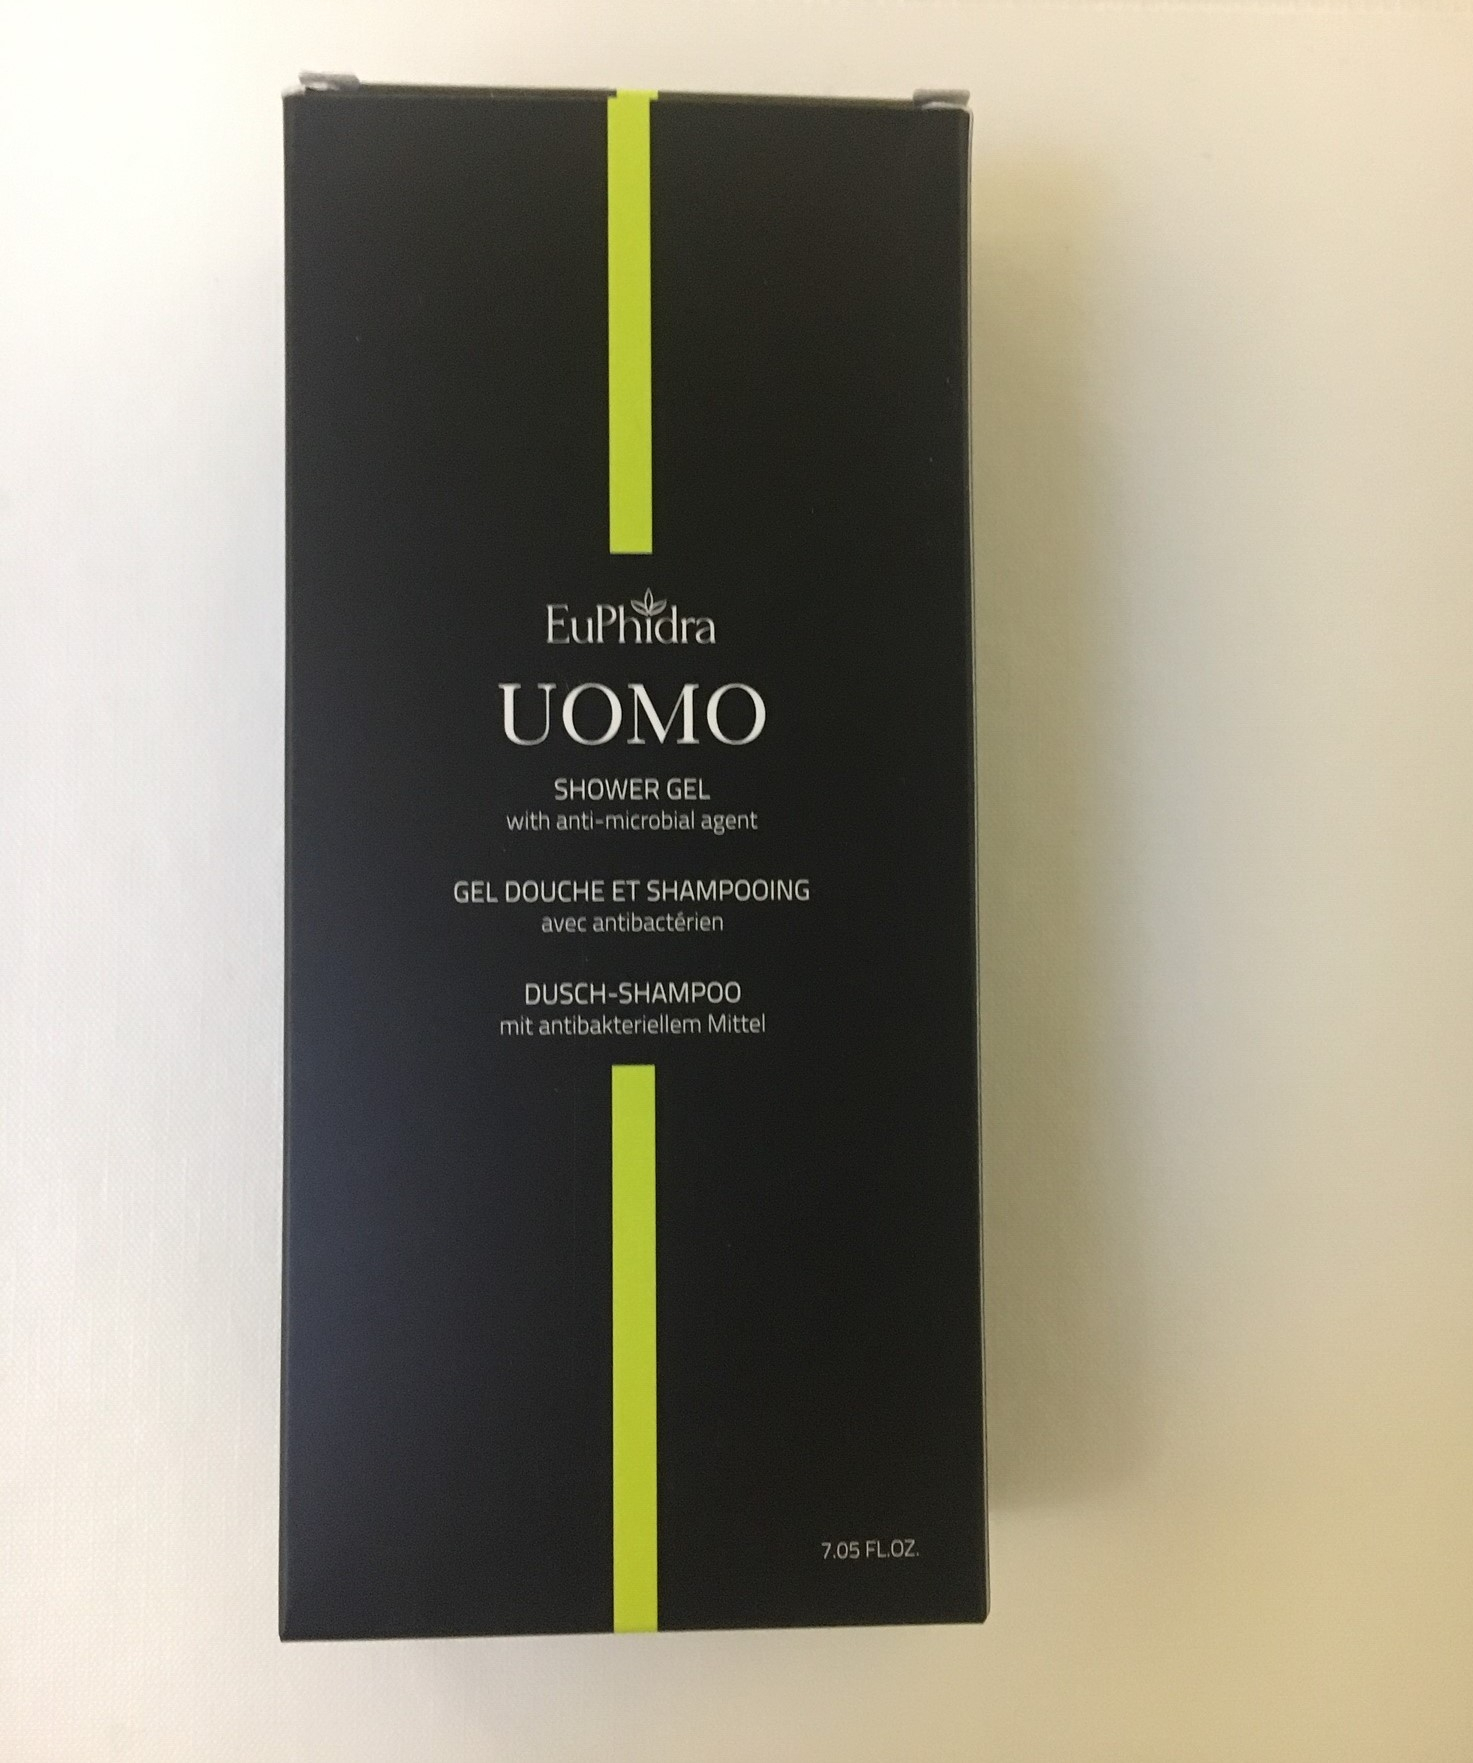 EuPhidra
UOMO
SHOWER GEL
with anti-microbial agent
GEL DOUCHE ET SHAMPOOING
avec antibactérien
DUSCH-SHAMPOO
mit antibakteriellem Mittel
7.05 FL.OZ.